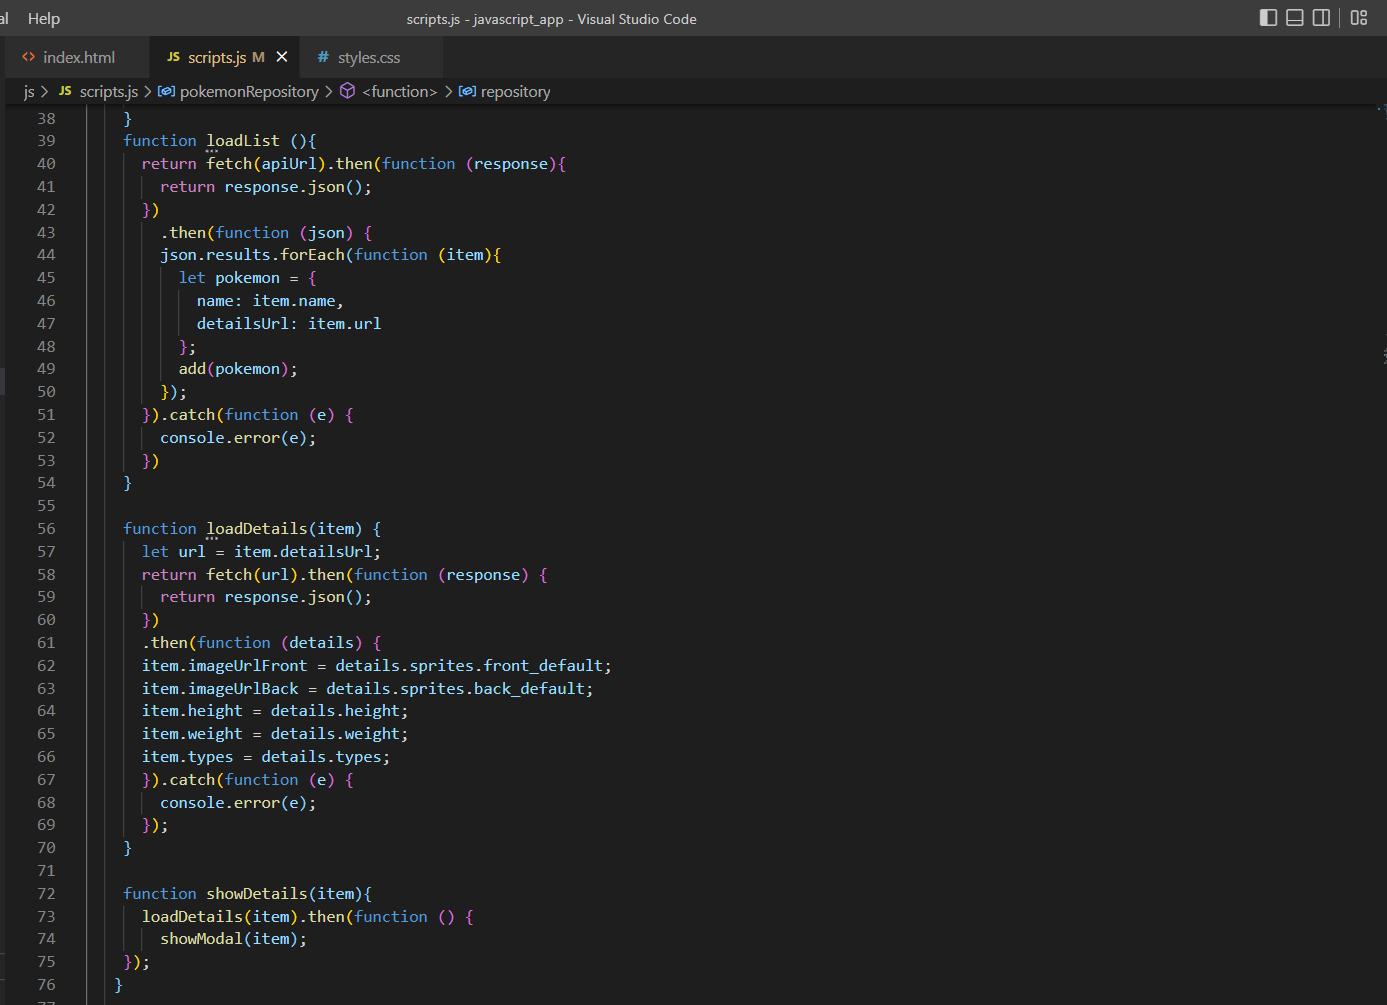 al Help scripts.js - javascript_app - Visual Studio Code
<> index.html JS scripts.js M # styles.css
js > JS scripts.js > pokemonRepository > <function> > repository
38 }
39 function loadList (){
40 return fetch(apiUrl).then(function (response){
41 return response.json();
42 })
43 .then(function (json) {
44 json.results.forEach(function (item){
45 let pokemon = {
46 name: item.name,
47 detailsUrl: item.url
48 };
49 add(pokemon);
50 });
51 }).catch(function (e) {
52 console.error(e);
53 })
54 }
55
56 function loadDetails(item) {
57 let url = item.detailsUrl;
58 return fetch(url).then(function (response) {
59 return response.json();
60 })
61 .then(function (details) {
62 item.imageUrlFront = details.sprites.front_default;
63 item.imageUrlBack = details.sprites.back_default;
64 item.height = details.height;
65 item.weight = details.weight;
66 item.types = details.types;
67 }).catch(function (e) {
68 console.error(e);
69 });
70 }
71
72 function showDetails(item){
73 loadDetails(item).then(function () {
74 showModal(item);
75 });
76 }
77